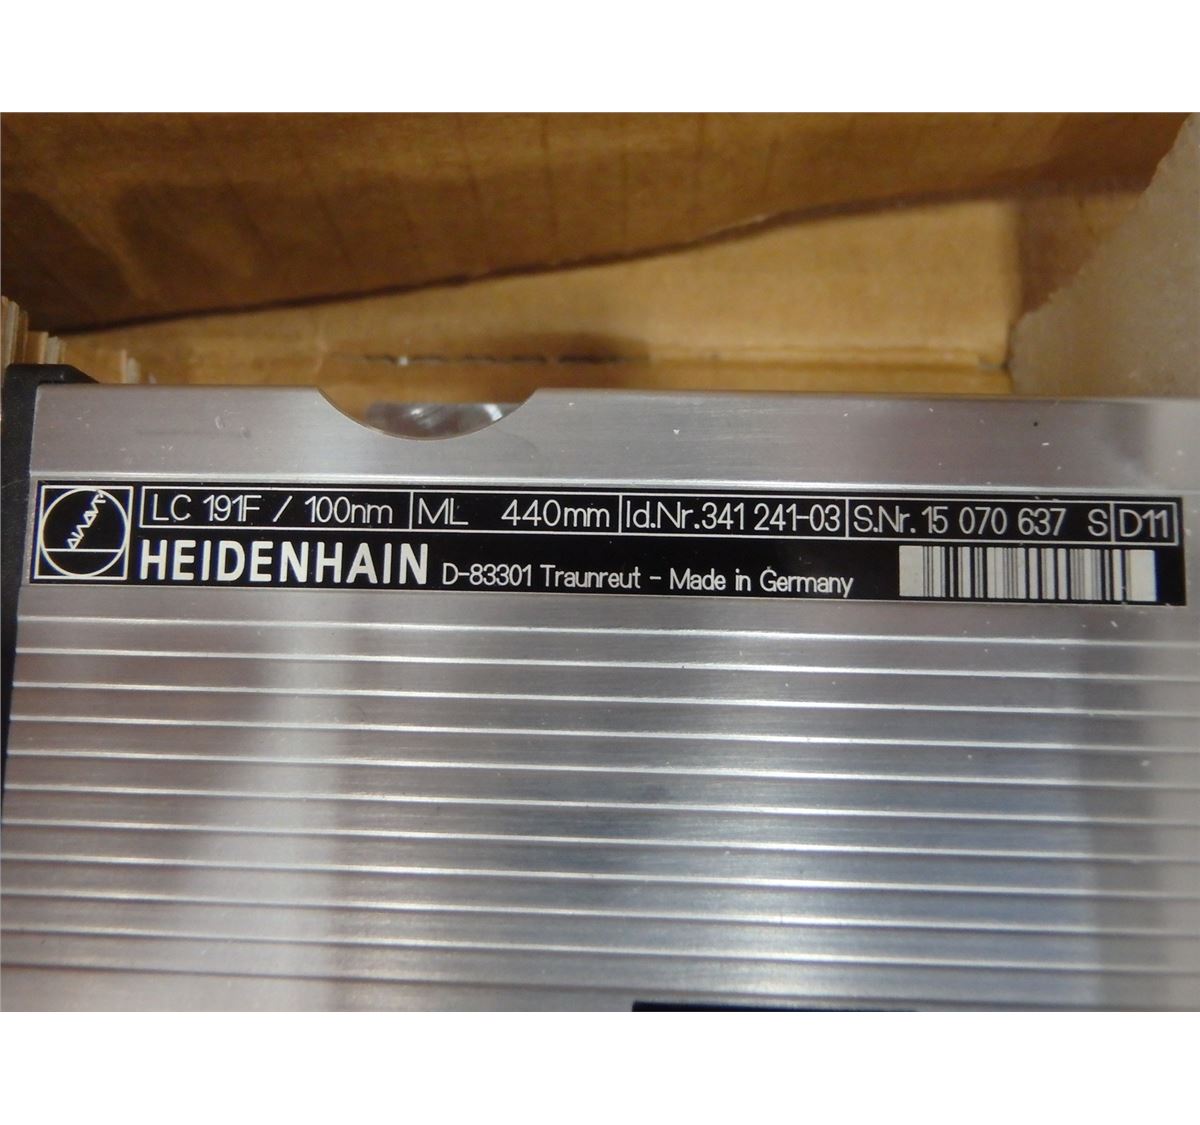 LC 191F / 100nm ML 440mm Id.Nr.341 241-03 S.Nr.15 070 637 S D11
HEIDENHAIN D-83301 Traunreut - Made in Germany